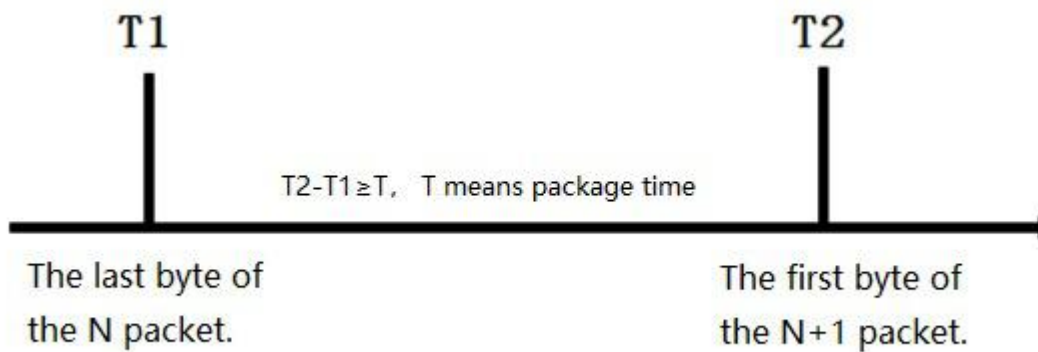 T1
T2
T2-T1≥T, T means package time
The last byte of
the N packet.
The first byte of
the N+1 packet.